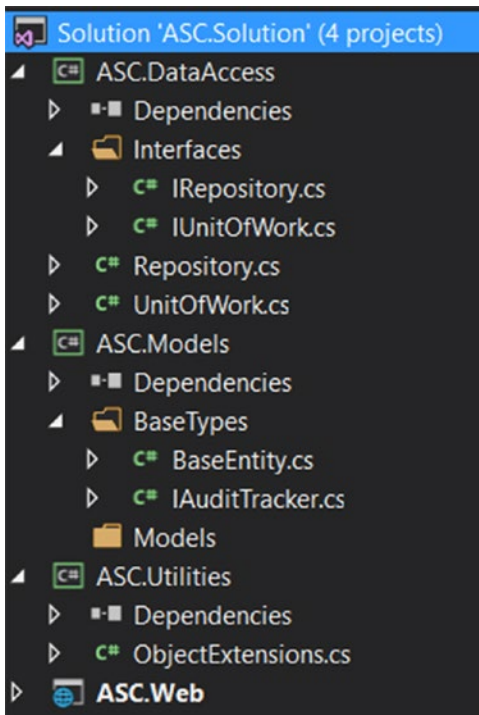 Solution 'ASC.Solution' (4 projects)
C# ASC.DataAccess
Dependencies
Interfaces
C# IRepository.cs
C# IUnitOfWork.cs
C# Repository.cs
C# UnitOfWork.cs
C# ASC.Models
Dependencies
BaseTypes
C# BaseEntity.cs
C# IAuditTracker.cs
Models
C# ASC.Utilities
Dependencies
C# ObjectExtensions.cs
ASC.Web